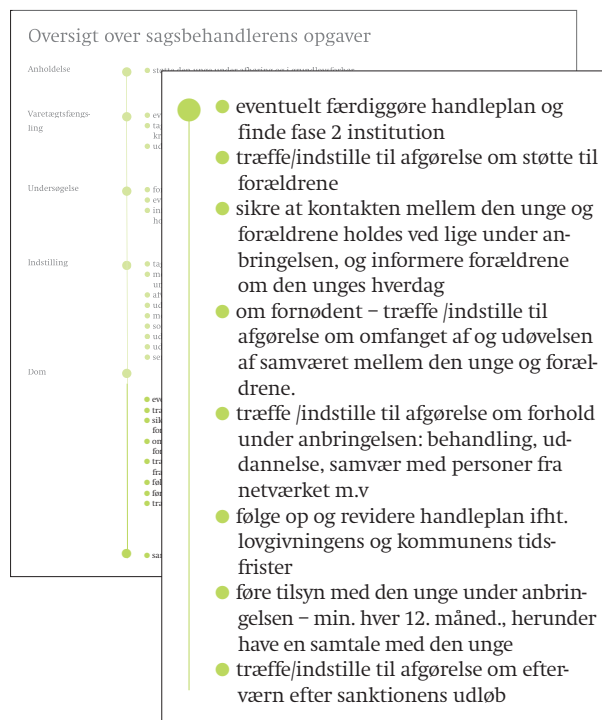 Oversigt over sagsbehandlerens opgaver
Anholdelse
Varetægtsfængs-
ling
Undersøgelse
Indstilling
Dom
eventuelt færdiggøre handleplan og
finde fase 2 institution
træffe/indstille til afgørelse om støtte til
forældrene
sikre at kontakten mellem den unge og
forældrene holdes ved lige under an-
bringelsen, og informere forældrene
om den unges hverdag
om fornødent – træffe /indstille til
afgørelse om omfanget af og udøvelsen
af samværet mellem den unge og foræl-
drene.
træffe /indstille til afgørelse om forhold
under anbringelsen: behandling, ud-
dannelse, samvær med personer fra
netværket m.v
følge op og revidere handleplan ifht.
lovgivningens og kommunens tids-
frister
føre tilsyn med den unge under anbrin-
gelsen – min. hver 12. måned., herunder
have en samtale med den unge
træffe/indstille til afgørelse om efter-
værn efter sanktionens udløb